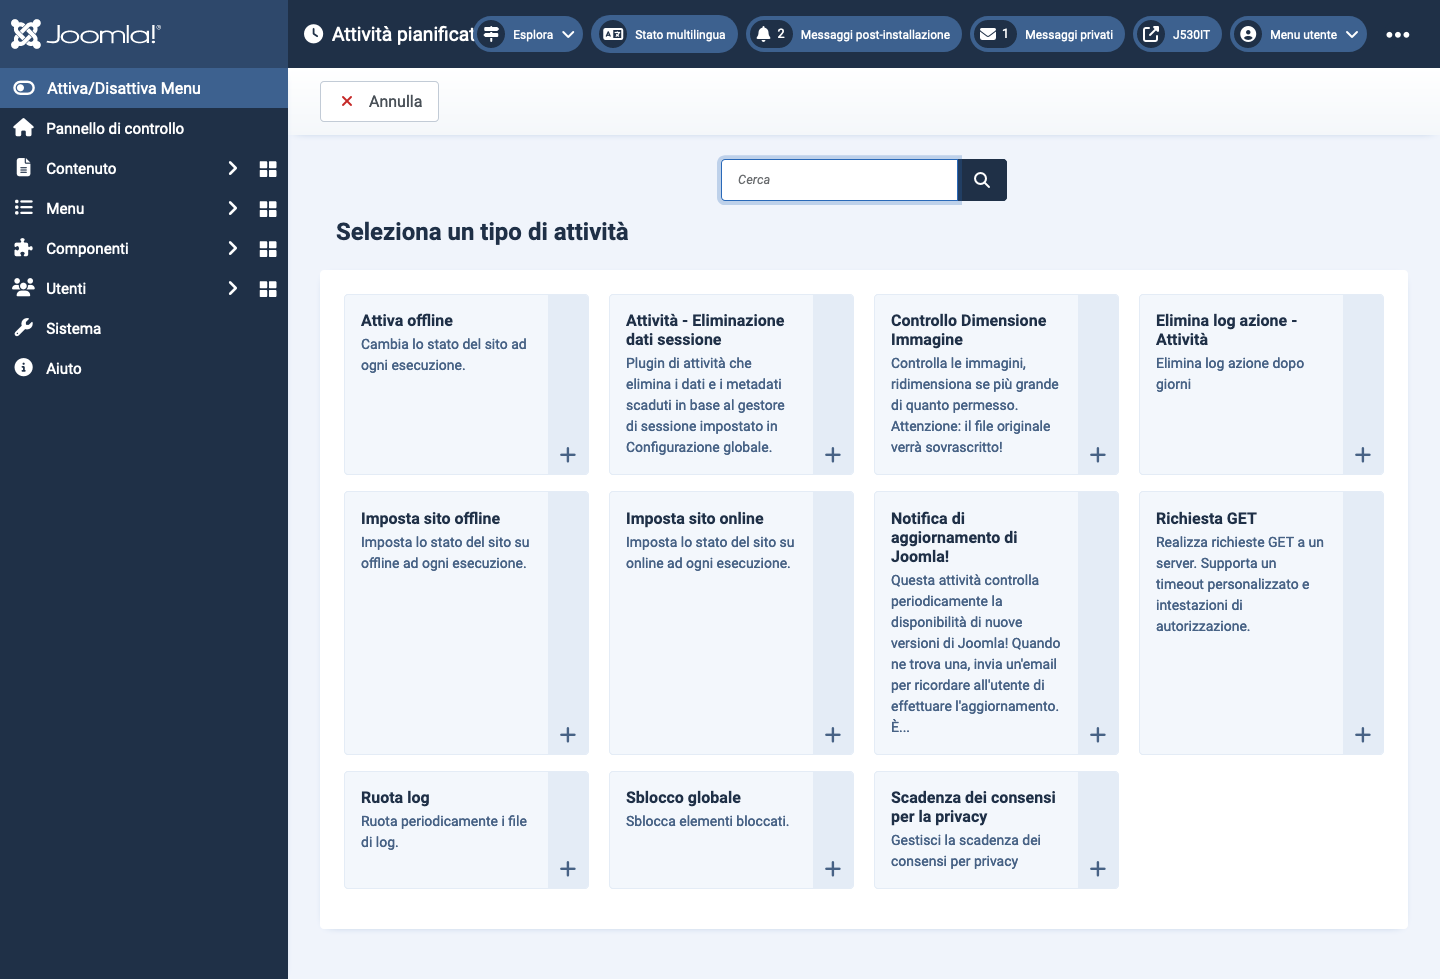 Joomla!®
Attività pianificat
Esplora
Stato multilingua
2 Messaggi post-installazione
1 Messaggi privati
J530IT
Menu utente
Attiva/Disattiva Menu
Pannello di controllo
Contenuto
Menu
Componenti
Utenti
Sistema
Aiuto
Annulla
Cerca
Seleziona un tipo di attività
Attiva offline
Cambia lo stato del sito ad
ogni esecuzione.
Attività - Eliminazione
dati sessione
Plugin di attività che
elimina i dati e i metadati
scaduti in base al gestore
di sessione impostato in
Configurazione globale.
Controllo Dimensione
Immagine
Controlla le immagini,
ridimensiona se più grande
di quanto permesso.
Attenzione: il file originale
verrà sovrascritto!
Elimina log azione -
Attività
Elimina log azione dopo
giorni
Imposta sito offline
Imposta lo stato del sito su
offline ad ogni esecuzione.
Imposta sito online
Imposta lo stato del sito su
online ad ogni esecuzione.
Notifica di
aggiornamento di
Joomla!
Questa attività controlla
periodicamente la
disponibilità di nuove
versioni di Joomla! Quando
ne trova una, invia un'email
per ricordare all'utente di
effettuare l'aggiornamento.
È...
Richiesta GET
Realizza richieste GET a un
server. Supporta un
timeout personalizzato e
intestazioni di
autorizzazione.
Ruota log
Ruota periodicamente i file
di log.
Sblocco globale
Sblocca elementi bloccati.
Scadenza dei consensi
per la privacy
Gestisci la scadenza dei
consensi per privacy